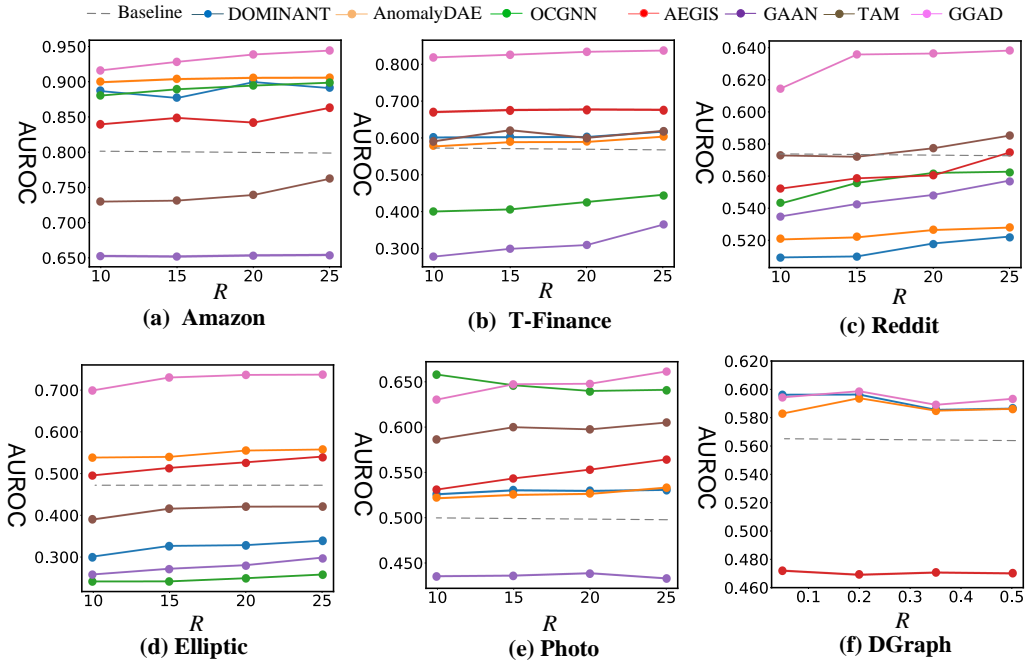 Baseline DOMINANT AnomalyDAE OCGNN AEGIS GAAN TAM GGAD
AUROC
0.950
0.900
0.850
0.800
0.750
0.700
0.650
10 15 20 25
R
(a) Amazon
AUROC
0.800
0.700
0.600
0.500
0.400
0.300
10 15 20 25
R
(b) T-Finance
AUROC
0.640
0.620
0.600
0.580
0.560
0.540
0.520
10 15 20 25
R
(c) Reddit
AUROC
0.700
0.600
0.500
0.400
0.300
10 15 20 25
R
(d) Elliptic
AUROC
0.650
0.600
0.550
0.500
0.450
10 15 20 25
R
(e) Photo
AUROC
0.620
0.600
0.580
0.560
0.540
0.520
0.500
0.480
0.460
0.1 0.2 0.3 0.4 0.5
R
(f) DGraph